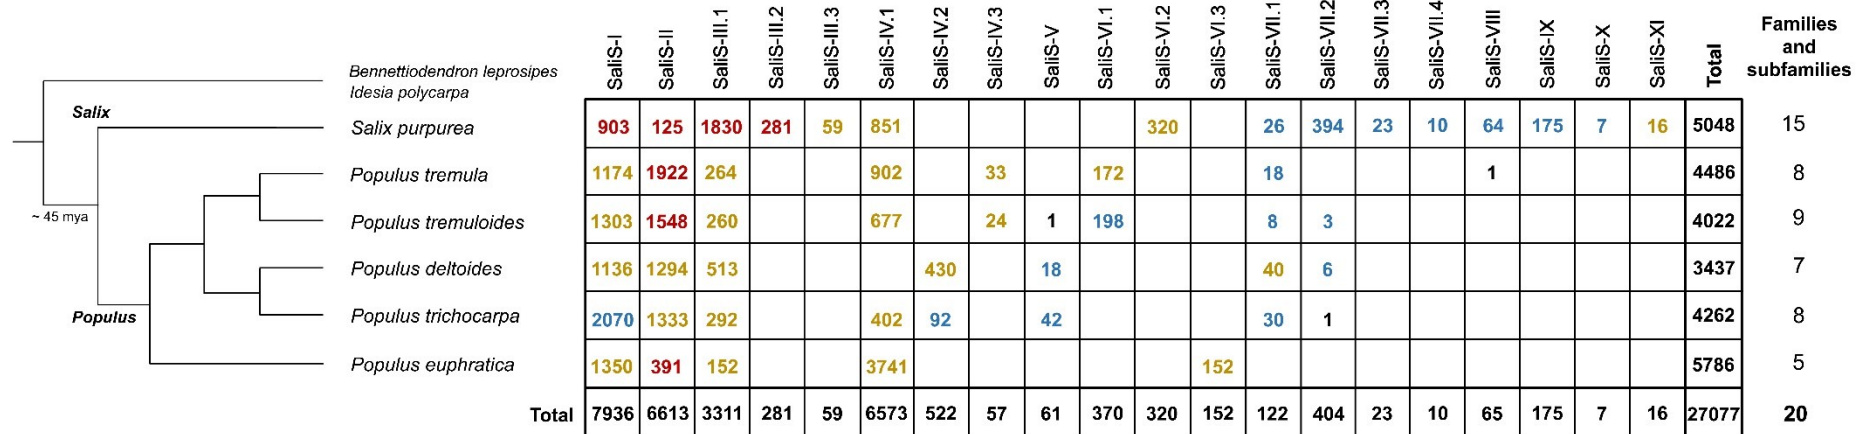 SaliS-I SaliS-II SaliS-III.1 SaliS-III.2 SaliS-III.3 SaliS-IV.1 SaliS-IV.2 SaliS-IV.3 SaliS-V SaliS-VI.1 SaliS-VI.2 SaliS-VI.3 SaliS-VII.1 SaliS-VII.2 SaliS-VII.3 SaliS-VII.4 SaliS-VIII SaliS-IX SaliS-X SaliS-XI Total
Families
and
subfamilies
Bennettiodendron leprosipes
Idesia polycarpa
Salix
Salix purpurea 903 125 1830 281 59 851 320 26 394 23 10 64 175 7 16 5048 15
Populus tremula 1174 1922 264 902 33 172 18 1 4486 8
~ 45 mya
Populus tremuloides 1303 1548 260 677 24 1 198 8 3 4022 9
Populus deltoides 1136 1294 513 430 18 40 6 3437 7
Populus
Populus trichocarpa 2070 1333 292 402 92 42 30 1 4262 8
Populus euphratica 1350 391 152 3741 152 5786 5
Total 7936 6613 3311 281 59 6573 522 57 61 370 320 152 122 404 23 10 65 175 7 16 27077 20